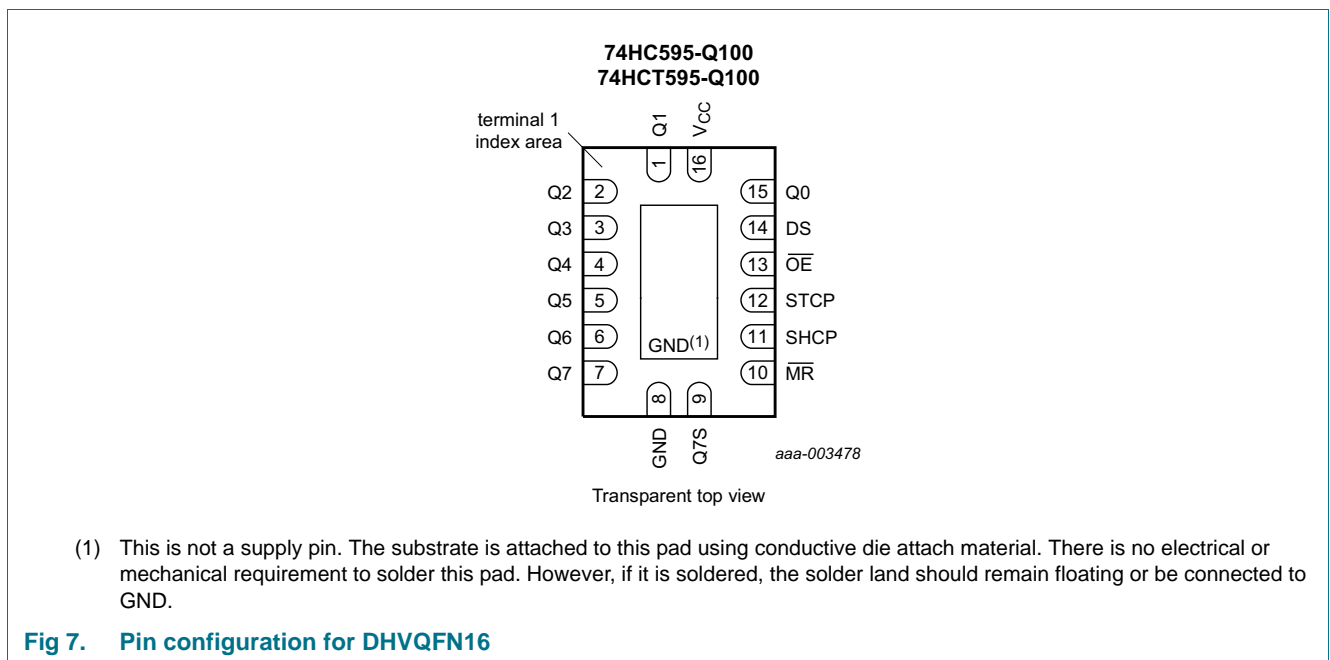 74HC595-Q100
74HCT595-Q100
terminal 1
index area
Q1
VCC
1
16
Q2 2
15 Q0
Q3 3
14 DS
Q4 4
13 O̅E̅
Q5 5
12 STCP
Q6 6
11 SHCP
GND(1)
Q7 7
10 M̅R̅
8
9
GND
Q7S
aaa-003478
Transparent top view
(1) This is not a supply pin. The substrate is attached to this pad using conductive die attach material. There is no electrical or
mechanical requirement to solder this pad. However, if it is soldered, the solder land should remain floating or be connected to
GND.
Fig 7. Pin configuration for DHVQFN16